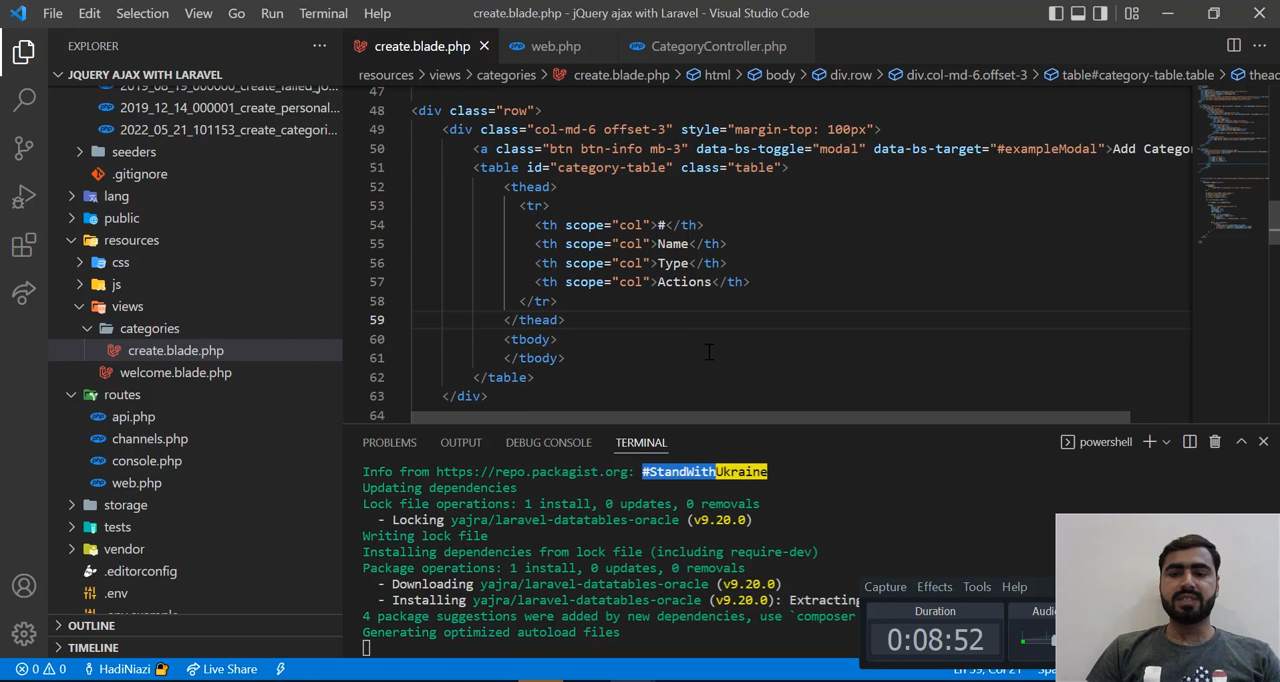 File Edit Selection View Go Run Terminal Help
create.blade.php - jQuery ajax with Laravel - Visual Studio Code
EXPLORER
JQUERY AJAX WITH LARAVEL
2019_12_14_000001_create_personal...
2022_05_21_101153_create_categori...
seeders
.gitignore
lang
public
resources
css
js
views
categories
create.blade.php
welcome.blade.php
routes
api.php
channels.php
console.php
web.php
storage
tests
vendor
.editorconfig
.env
OUTLINE
TIMELINE
create.blade.php web.php CategoryController.php
resources > views > categories > create.blade.php > html > body > div.row > div.col-md-6.offset-3 > table#category-table.table > thead
47
48 <div class="row">
49 <div class="col-md-6 offset-3" style="margin-top: 100px">
50 <a class="btn btn-info mb-3" data-bs-toggle="modal" data-bs-target="#exampleModal">Add Catego
51 <table id="category-table" class="table">
52 <thead>
53 <tr>
54 <th scope="col">#</th>
55 <th scope="col">Name</th>
56 <th scope="col">Type</th>
57 <th scope="col">Actions</th>
58 </tr>
59 </thead>
60 <tbody>
61 </tbody>
62 </table>
63 </div>
64
PROBLEMS OUTPUT DEBUG CONSOLE TERMINAL
powershell
Info from https://repo.packagist.org: #StandWithUkraine
Updating dependencies
Lock file operations: 1 install, 0 updates, 0 removals
- Locking yajra/laravel-datatables-oracle (v9.20.0)
Writing lock file
Installing dependencies from lock file (including require-dev)
Package operations: 1 install, 0 updates, 0 removals
- Downloading yajra/laravel-datatables-oracle (v9.20.0)
- Installing yajra/laravel-datatables-oracle (v9.20.0): Extracting
4 package suggestions were added by new dependencies, use `composer
Generating optimized autoload files
Capture Effects Tools Help
Duration
0:08:52
Audi
0 0 HadiNiazi Live Share